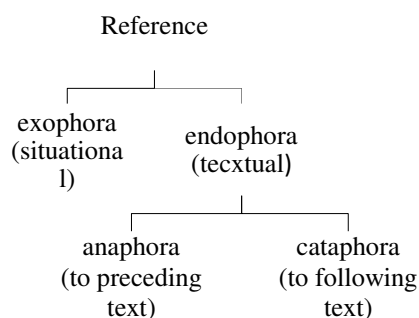 Reference
exophora
(situationa
l)
endophora
(tecxtual)
anaphora
(to preceding
text)
cataphora
(to following
text)